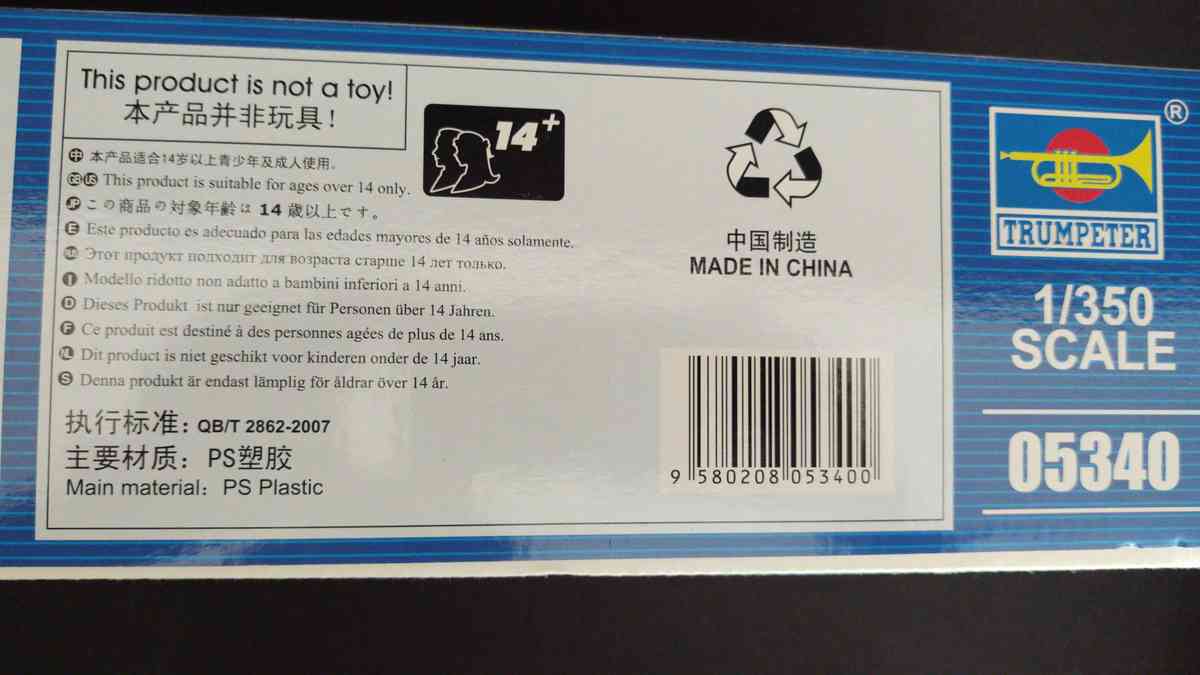 This product is not a toy!
本产品并非玩具!
14+
中 本产品适合14岁以上青少年及成人使用。
GB US This product is suitable for ages over 14 only.
JP この商品の対象年齢は 14 歳以上です。
E Este producto es adecuado para las edades mayores de 14 años solamente.
Этот продукт подходит для возраста старше 14 лет только.
I Modello ridotto non adatto a bambini inferiori a 14 anni.
D Dieses Produkt ist nur geeignet für Personen über 14 Jahren.
F Ce produit est destiné à des personnes agées de plus de 14 ans.
NL Dit product is niet geschikt voor kinderen onder de 14 jaar.
S Denna produkt är endast lämplig för åldrar över 14 år.
执行标准: QB/T 2862-2007
主要材质: PS塑胶
Main material: PS Plastic
中国制造
MADE IN CHINA
9 580208 053400
®
TRUMPETER
1/350
SCALE
05340